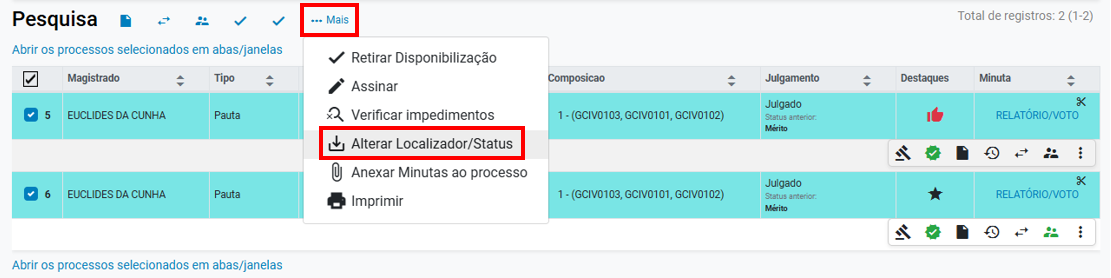 Pesquisa
Mais
Total de registros: 2 (1-2)
Abrir os processos selecionados em abas/janelas
Retirar Disponibilização
Assinar
Verificar impedimentos
Alterar Localizador/Status
Anexar Minutas ao processo
Imprimir
Magistrado Tipo Composicao Julgamento Destaques Minuta
5 EUCLIDES DA CUNHA Pauta 1 - (GCIV0103, GCIV0101, GCIV0102) Julgado RELATÓRIO/VOTO
Status anterior:
Mérito
6 EUCLIDES DA CUNHA Pauta 1 - (GCIV0103, GCIV0101, GCIV0102) Julgado RELATÓRIO/VOTO
Status anterior:
Mérito
Abrir os processos selecionados em abas/janelas